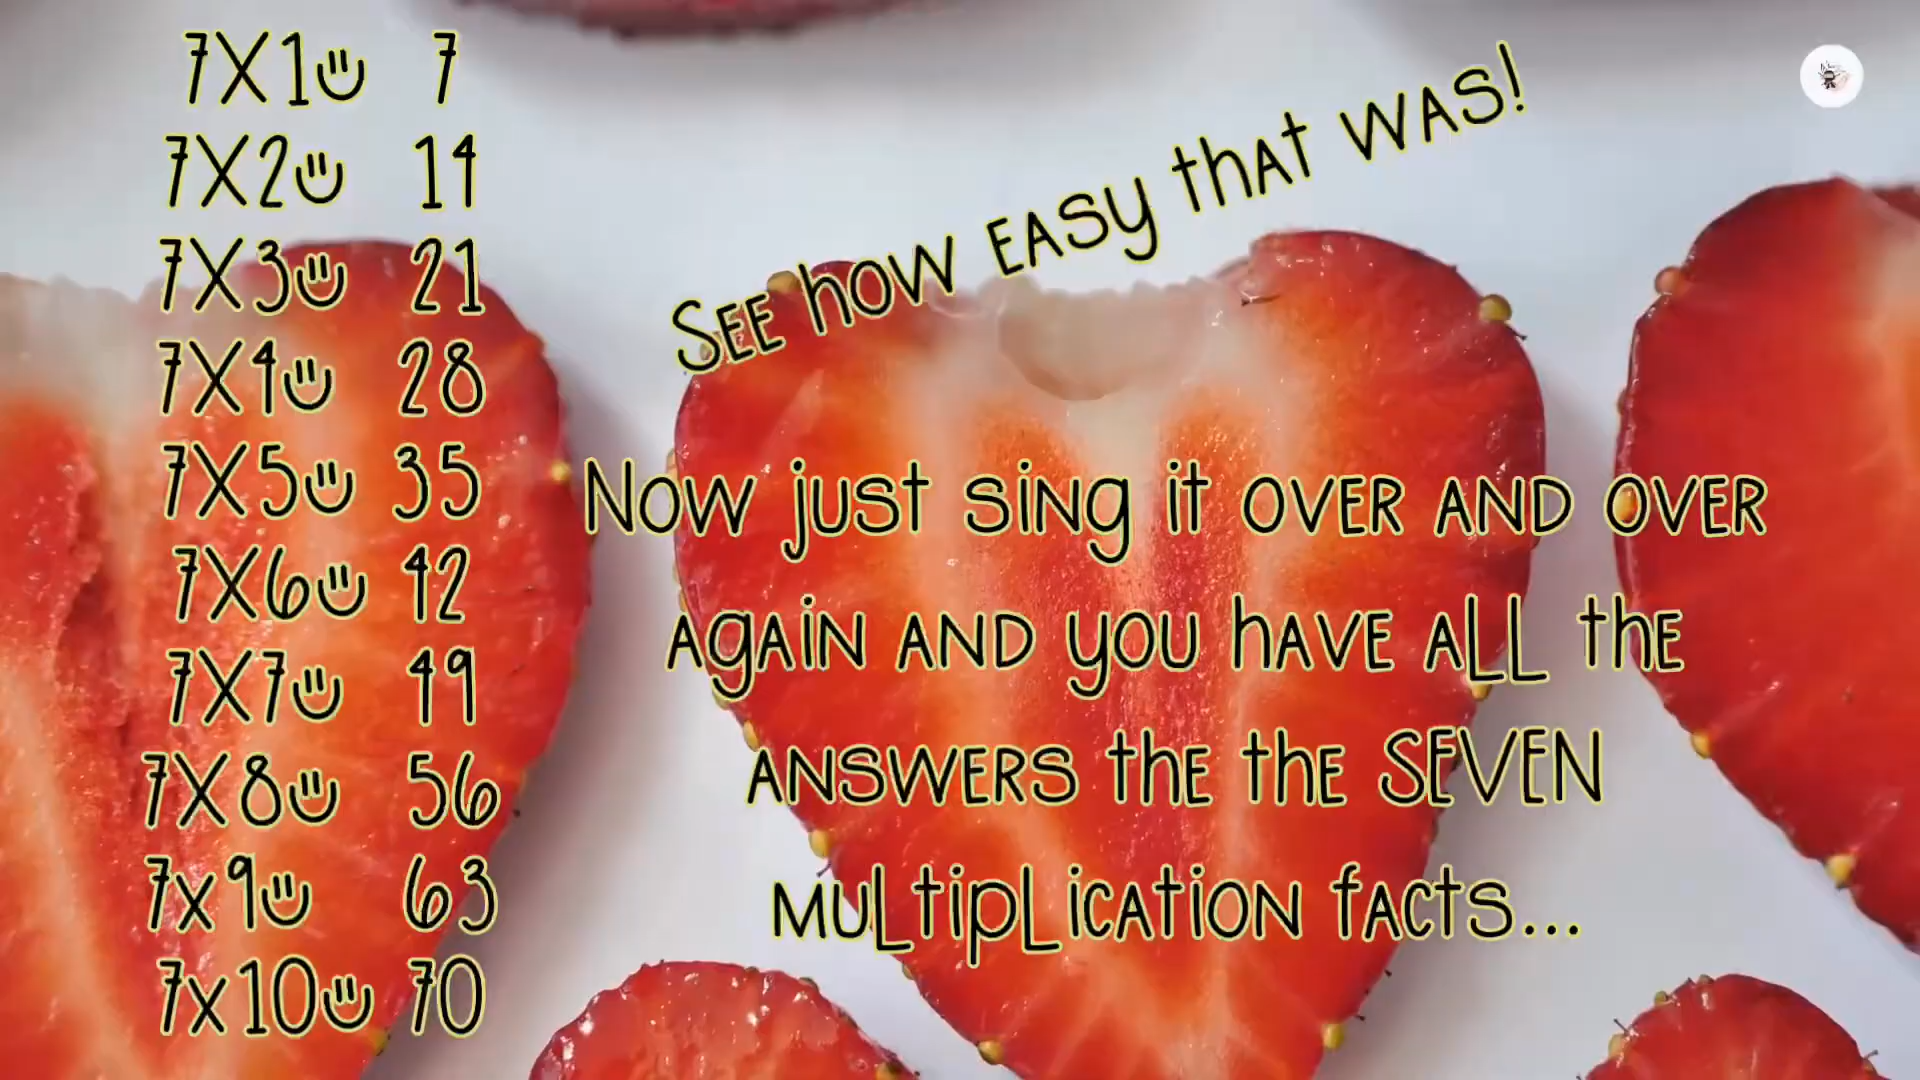 7X1 7
7X2 14
7X3 21
7X4 28
7X5 35
7X6 42
7X7 49
7X8 56
7x9 63
7x10 70
See how easy that was!
Now just sing it over and over
again and you have all the
answers the the SEVEN
multiplication facts...